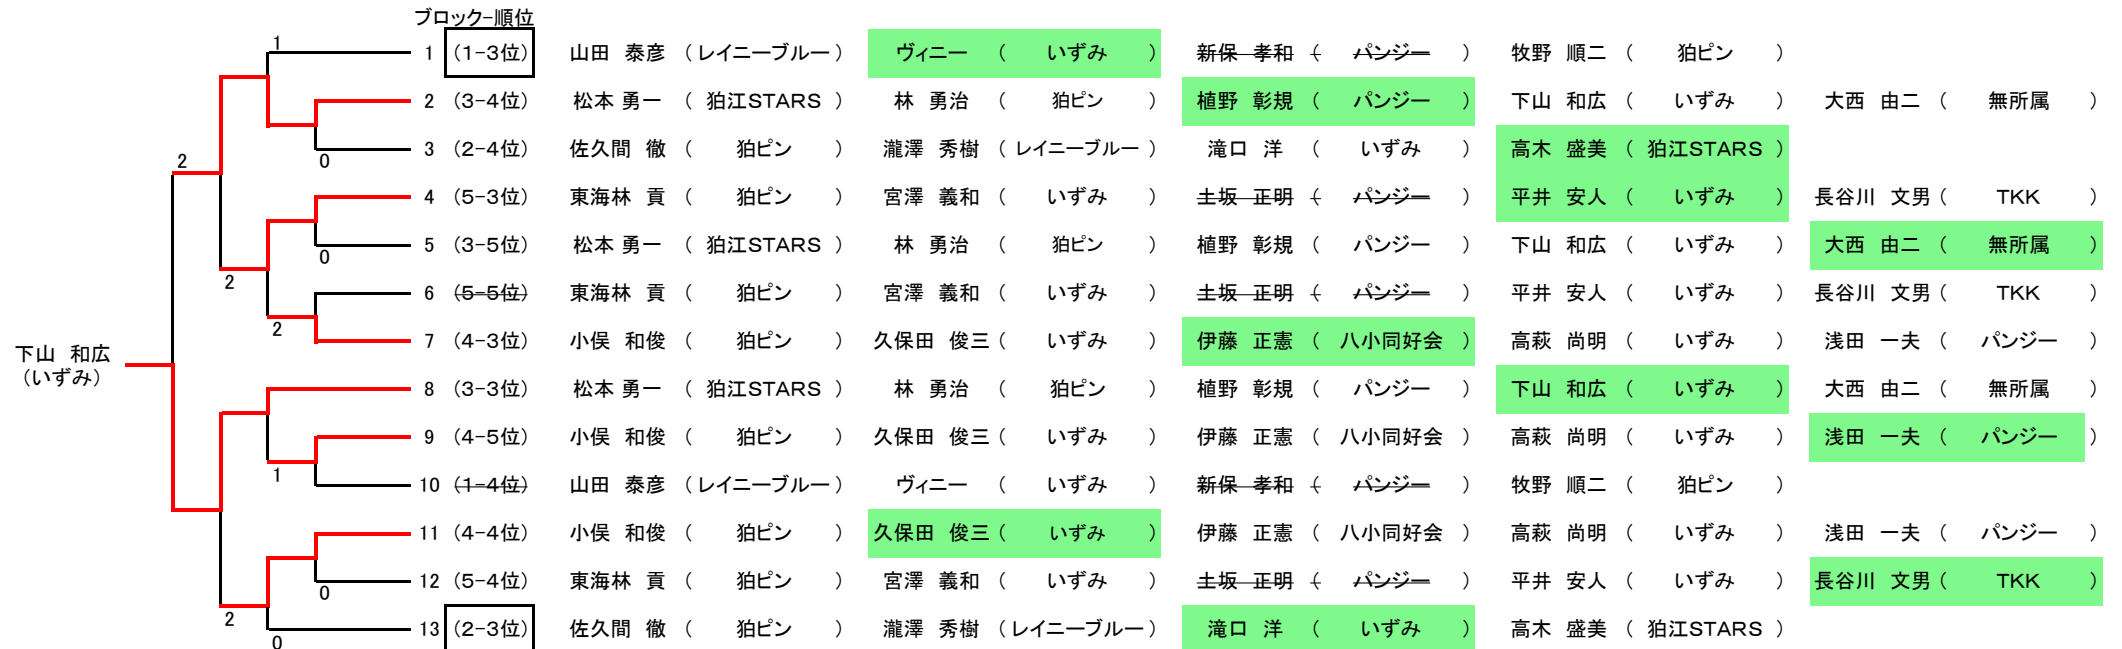 ブロック-順位
1 1 (1-3位) 山田 泰彦 (レイニーブルー) ヴィニー ( いずみ ) 新保 孝和 ( パンジー ) 牧野 順二 ( 狛ピン )
2 (3-4位) 松本 勇一 ( 狛江STARS ) 林 勇治 ( 狛ピン ) 植野 彰規 ( パンジー ) 下山 和広 ( いずみ ) 大西 由二 ( 無所属 )
3 (2-4位) 佐久間 徹 ( 狛ピン ) 瀧澤 秀樹 (レイニーブルー) 滝口 洋 ( いずみ ) 高木 盛美 ( 狛江STARS )
2 0
4 (5-3位) 東海林 貢 ( 狛ピン ) 宮澤 義和 ( いずみ ) 土坂 正明 ( パンジー ) 平井 安人 ( いずみ ) 長谷川 文男 ( TKK )
5 (3-5位) 松本 勇一 ( 狛江STARS ) 林 勇治 ( 狛ピン ) 植野 彰規 ( パンジー ) 下山 和広 ( いずみ ) 大西 由二 ( 無所属 )
0
2
6 (5-5位) 東海林 貢 ( 狛ピン ) 宮澤 義和 ( いずみ ) 土坂 正明 ( パンジー ) 平井 安人 ( いずみ ) 長谷川 文男 ( TKK )
2
7 (4-3位) 小俣 和俊 ( 狛ピン ) 久保田 俊三 ( いずみ ) 伊藤 正憲 ( 八小同好会 ) 高萩 尚明 ( いずみ ) 浅田 一夫 ( パンジー )
下山 和広
(いずみ)
8 (3-3位) 松本 勇一 ( 狛江STARS ) 林 勇治 ( 狛ピン ) 植野 彰規 ( パンジー ) 下山 和広 ( いずみ ) 大西 由二 ( 無所属 )
9 (4-5位) 小俣 和俊 ( 狛ピン ) 久保田 俊三 ( いずみ ) 伊藤 正憲 ( 八小同好会 ) 高萩 尚明 ( いずみ ) 浅田 一夫 ( パンジー )
1
10 (1-4位) 山田 泰彦 (レイニーブルー) ヴィニー ( いずみ ) 新保 孝和 ( パンジー ) 牧野 順二 ( 狛ピン )
11 (4-4位) 小俣 和俊 ( 狛ピン ) 久保田 俊三 ( いずみ ) 伊藤 正憲 ( 八小同好会 ) 高萩 尚明 ( いずみ ) 浅田 一夫 ( パンジー )
12 (5-4位) 東海林 貢 ( 狛ピン ) 宮澤 義和 ( いずみ ) 土坂 正明 ( パンジー ) 平井 安人 ( いずみ ) 長谷川 文男 ( TKK )
0
2
13 (2-3位) 佐久間 徹 ( 狛ピン ) 瀧澤 秀樹 (レイニーブルー) 滝口 洋 ( いずみ ) 高木 盛美 ( 狛江STARS )
0